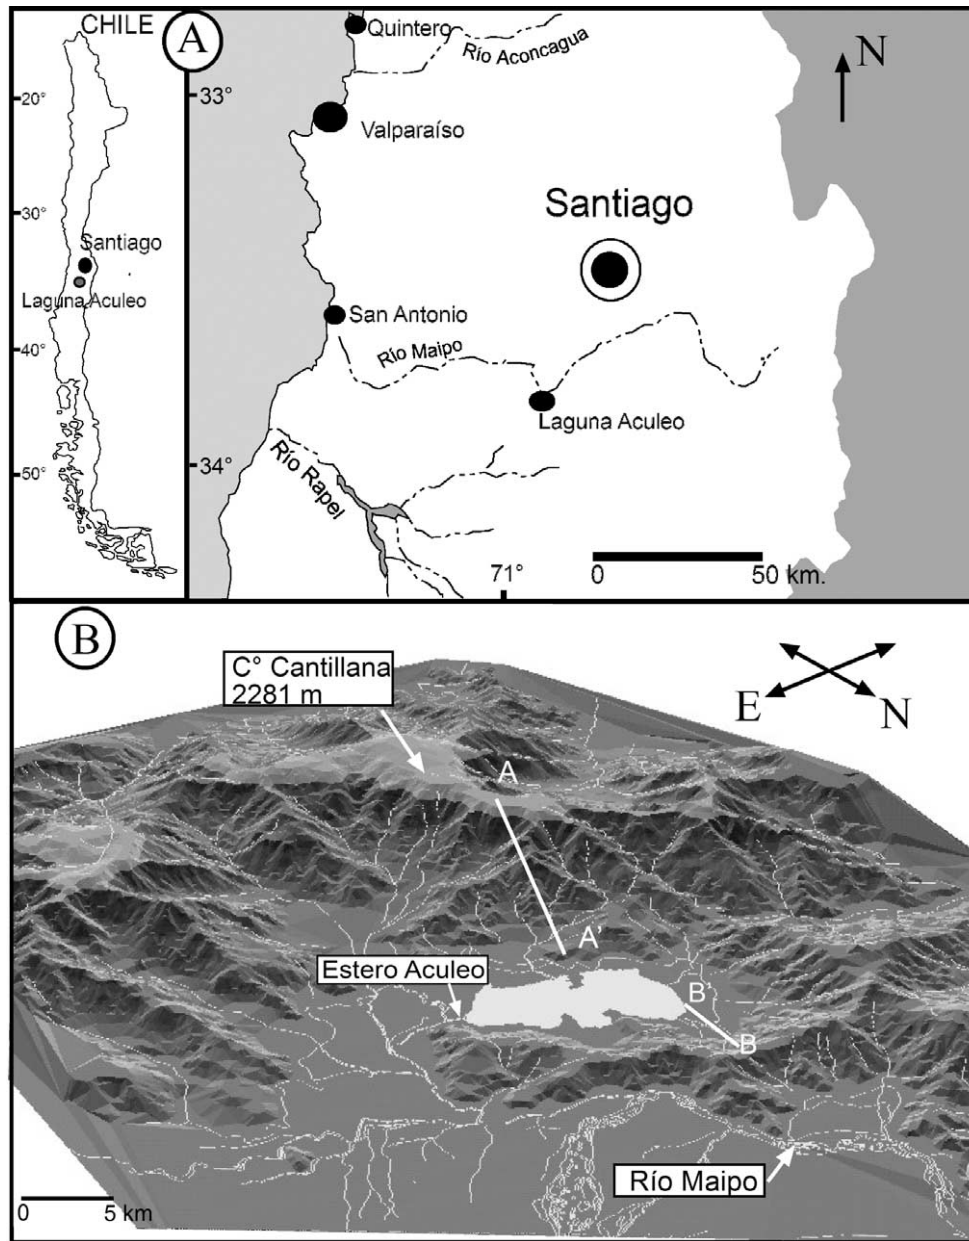 CHILE
A
20°
30°
Santiago
Laguna Aculeo
40°
50°
Quintero
Río Aconcagua
N
33°
Valparaíso
Santiago
San Antonio
Río Maipo
Laguna Aculeo
34°
Río Rapel
71°
0 50 km.
B
C° Cantillana
2281 m
E N
A
A'
Estero Aculeo
B'
B
Río Maipo
0 5 km